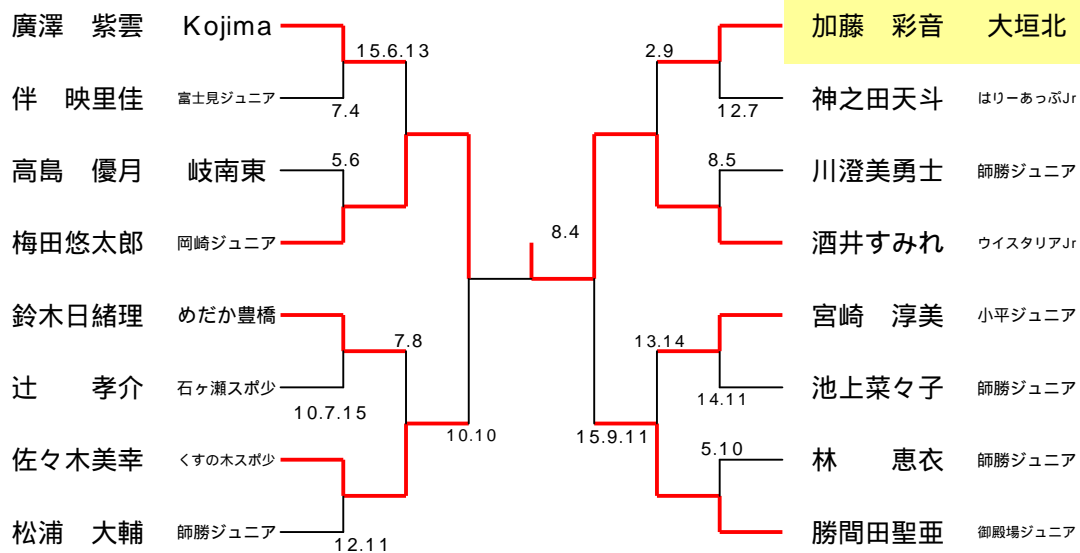 廣澤　紫雲　Kojima
15.6.13
伴　映里佳　富士見ジュニア
7.4
高島　優月　岐南東
5.6
梅田悠太郎　岡崎ジュニア
鈴木日緒理　めだか豊橋
7.8
辻　　孝介　石ヶ瀬スポ少
10.7.15
10.10
佐々木美幸　くすの木スポ少
松浦　大輔　師勝ジュニア
12.11
8.4
加藤　彩音　大垣北
2.9
神之田天斗　はりーあっぷJr
12.7
川澄美勇士　師勝ジュニア
8.5
酒井すみれ　ウイスタリアJr
宮崎　淳美　小平ジュニア
13.14
池上菜々子　師勝ジュニア
14.11
15.9.11
林　　恵衣　師勝ジュニア
5.10
勝間田聖亜　御殿場ジュニア